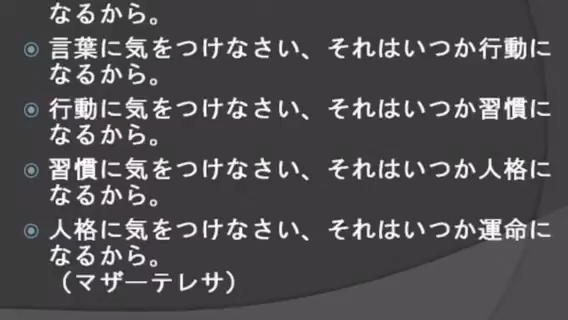 なるから。
言葉に気をつけなさい、それはいつか行動に
なるから。
行動に気をつけなさい、それはいつか習慣に
なるから。
習慣に気をつけなさい、それはいつか人格に
なるから。
人格に気をつけなさい、それはいつか運命に
なるから。
（マザーテレサ）